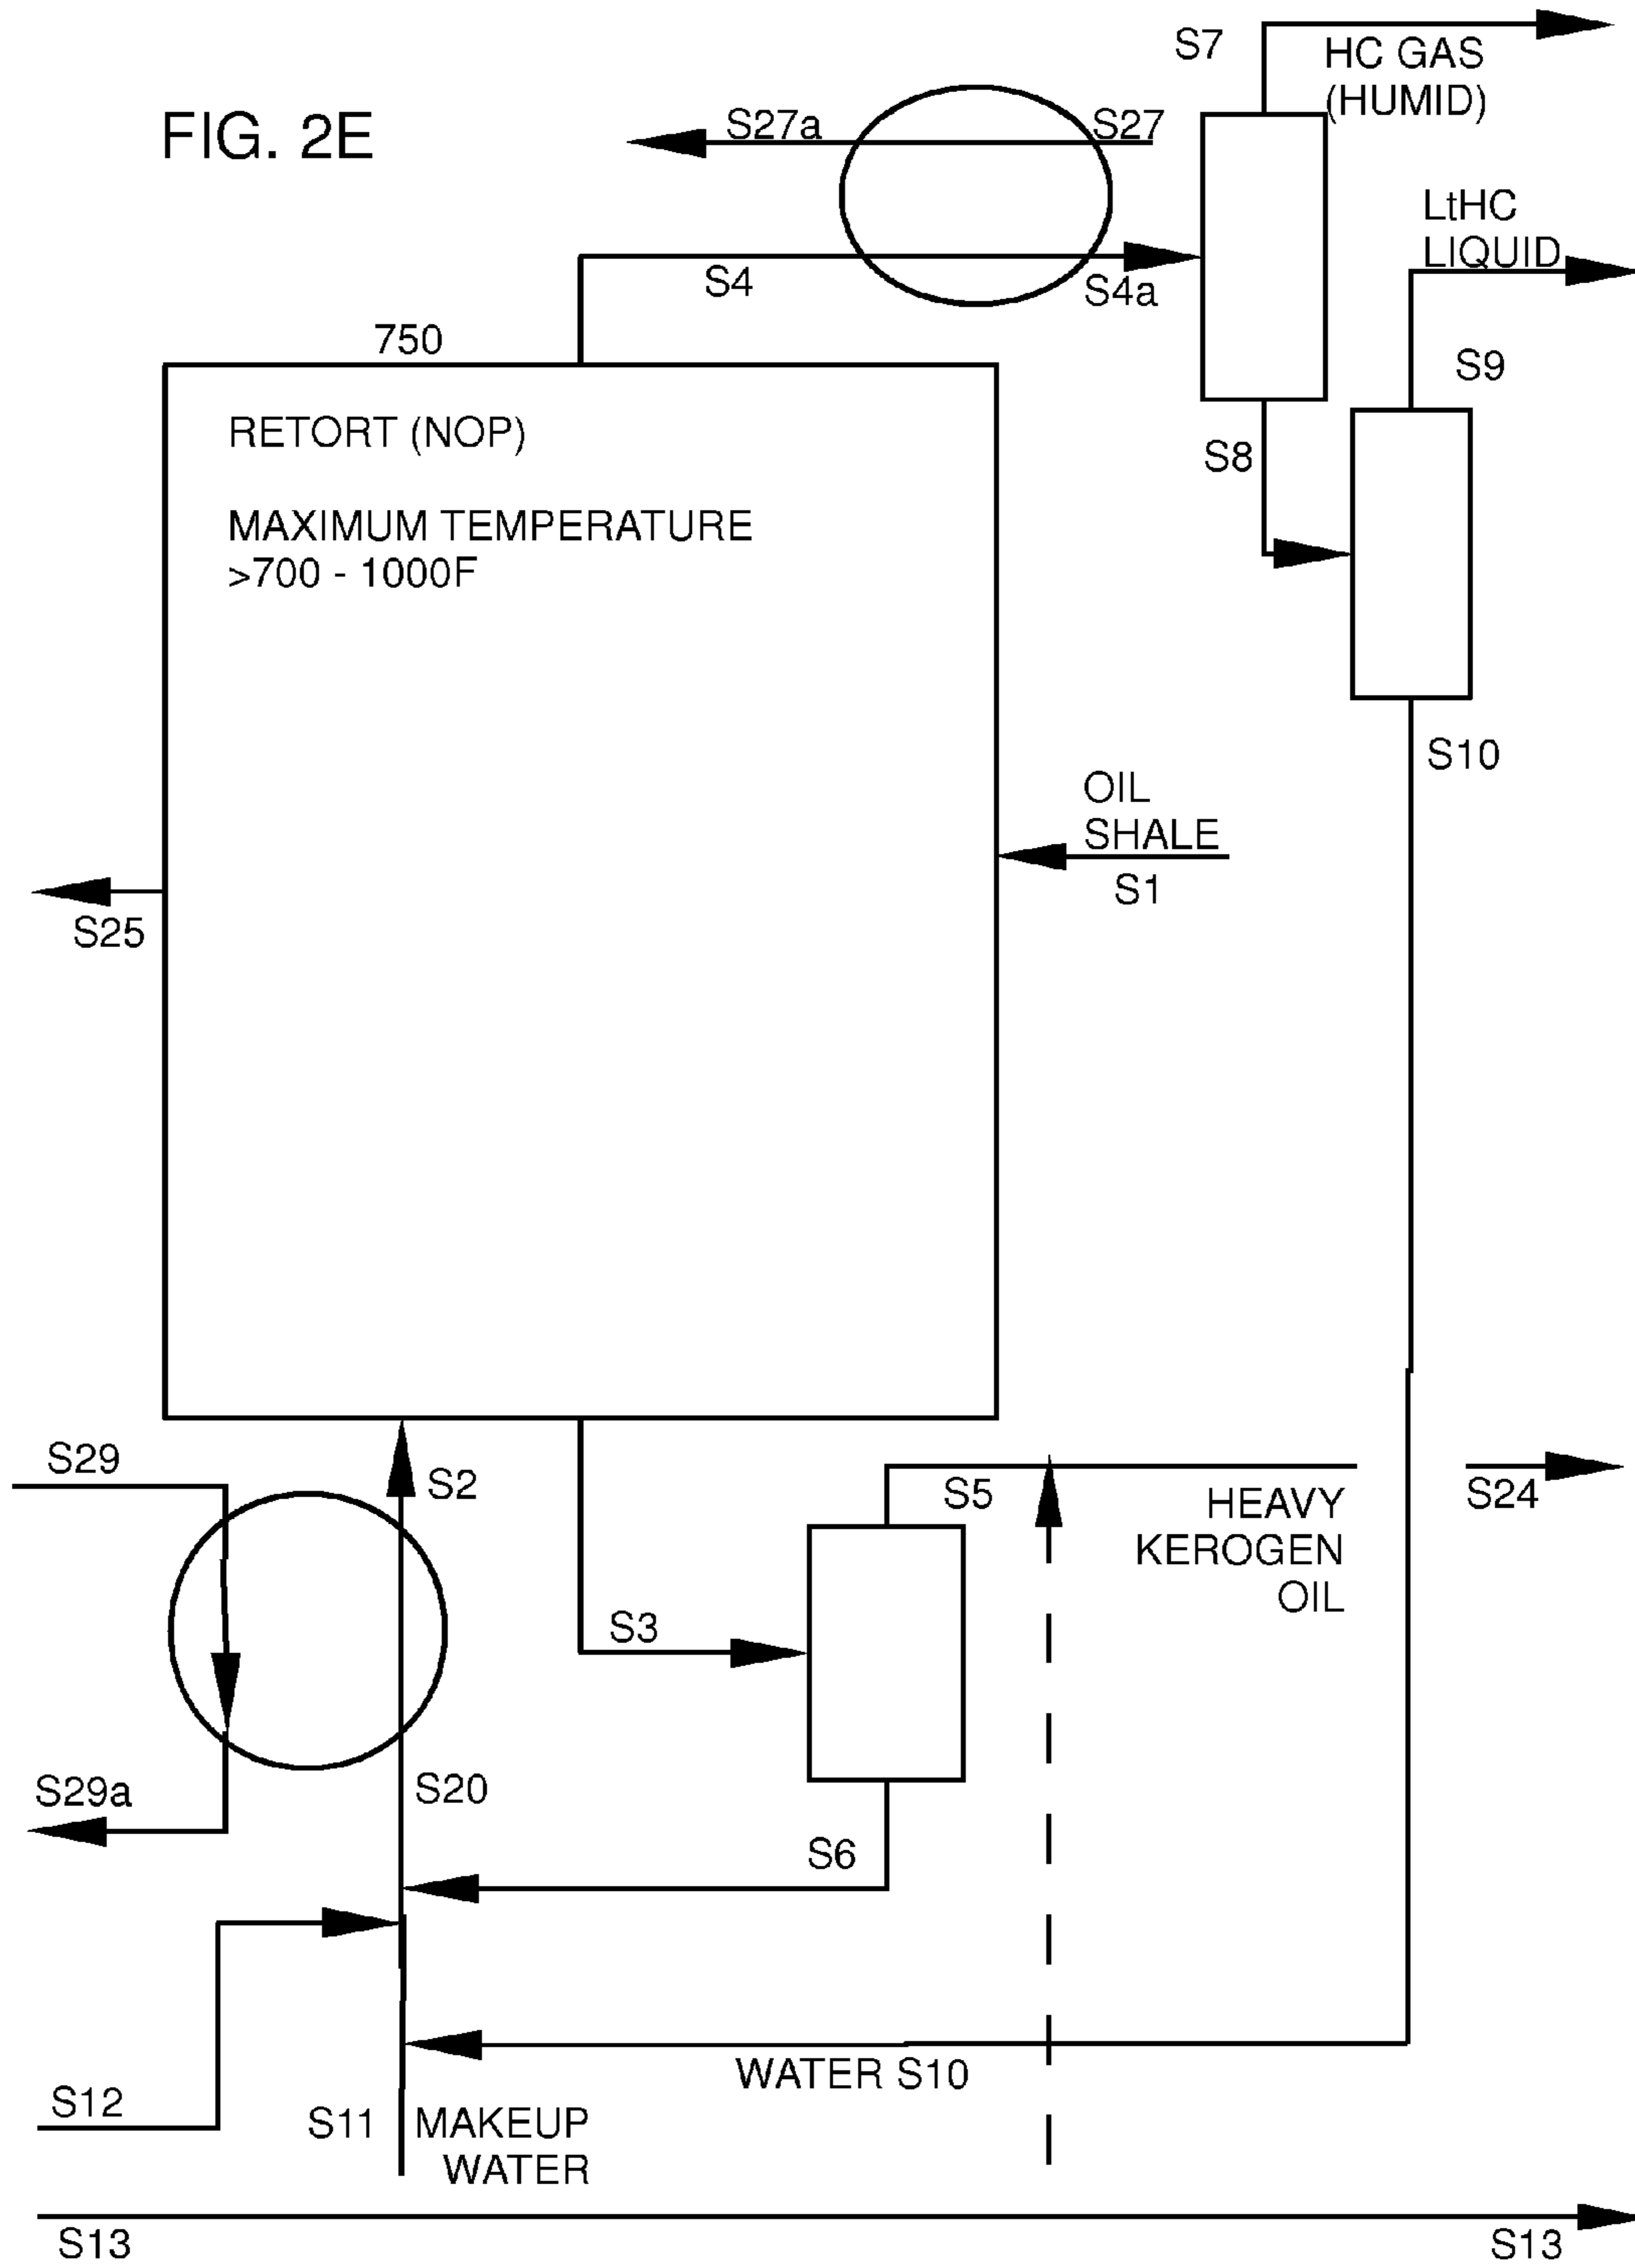 S7
HC GAS
(HUMID)
FIG. 2E
S27a
S27
LtHC
LIQUID
S4
S4a
750
S9
RETORT (NOP)
S8
MAXIMUM TEMPERATURE
>700 - 1000F
S10
OIL
SHALE
S1
S25
S29
S2
S5
HEAVY
KEROGEN
OIL
S24
S3
S29a
S20
S6
WATER S10
S12
S11
MAKEUP
WATER
S13
S13